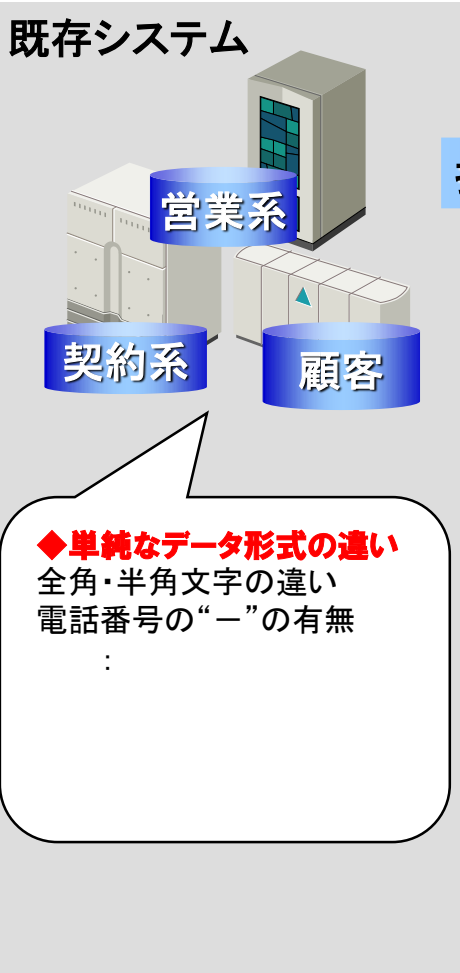 既存システム
営業系
契約系
顧客
◆単純なデータ形式の違い
全角・半角文字の違い
電話番号の“－”の有無
：